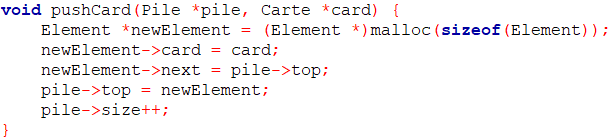 void pushCard(Pile *pile, Carte *card) {
    Element *newElement = (Element *)malloc(sizeof(Element));
    newElement->card = card;
    newElement->next = pile->top;
    pile->top = newElement;
    pile->size++;
}